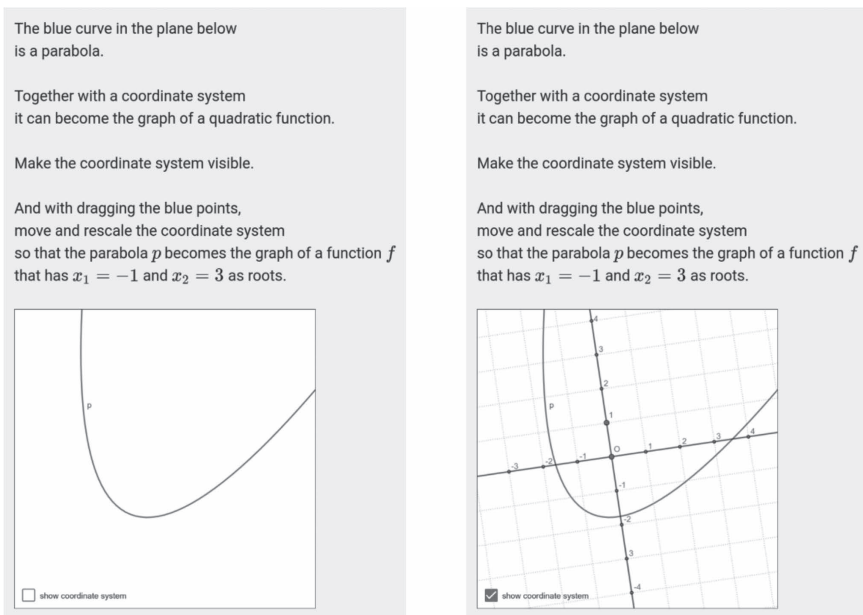 The blue curve in the plane below
is a parabola.
Together with a coordinate system
it can become the graph of a quadratic function.
Make the coordinate system visible.
And with dragging the blue points,
move and rescale the coordinate system
so that the parabola p becomes the graph of a function f
that has x₁ = −1 and x₂ = 3 as roots.
p
show coordinate system
The blue curve in the plane below
is a parabola.
Together with a coordinate system
it can become the graph of a quadratic function.
Make the coordinate system visible.
And with dragging the blue points,
move and rescale the coordinate system
so that the parabola p becomes the graph of a function f
that has x₁ = −1 and x₂ = 3 as roots.
4
3
2
p
1
O
-3 -2 -1 1 2 3 4
-1
-2
3
-4
show coordinate system